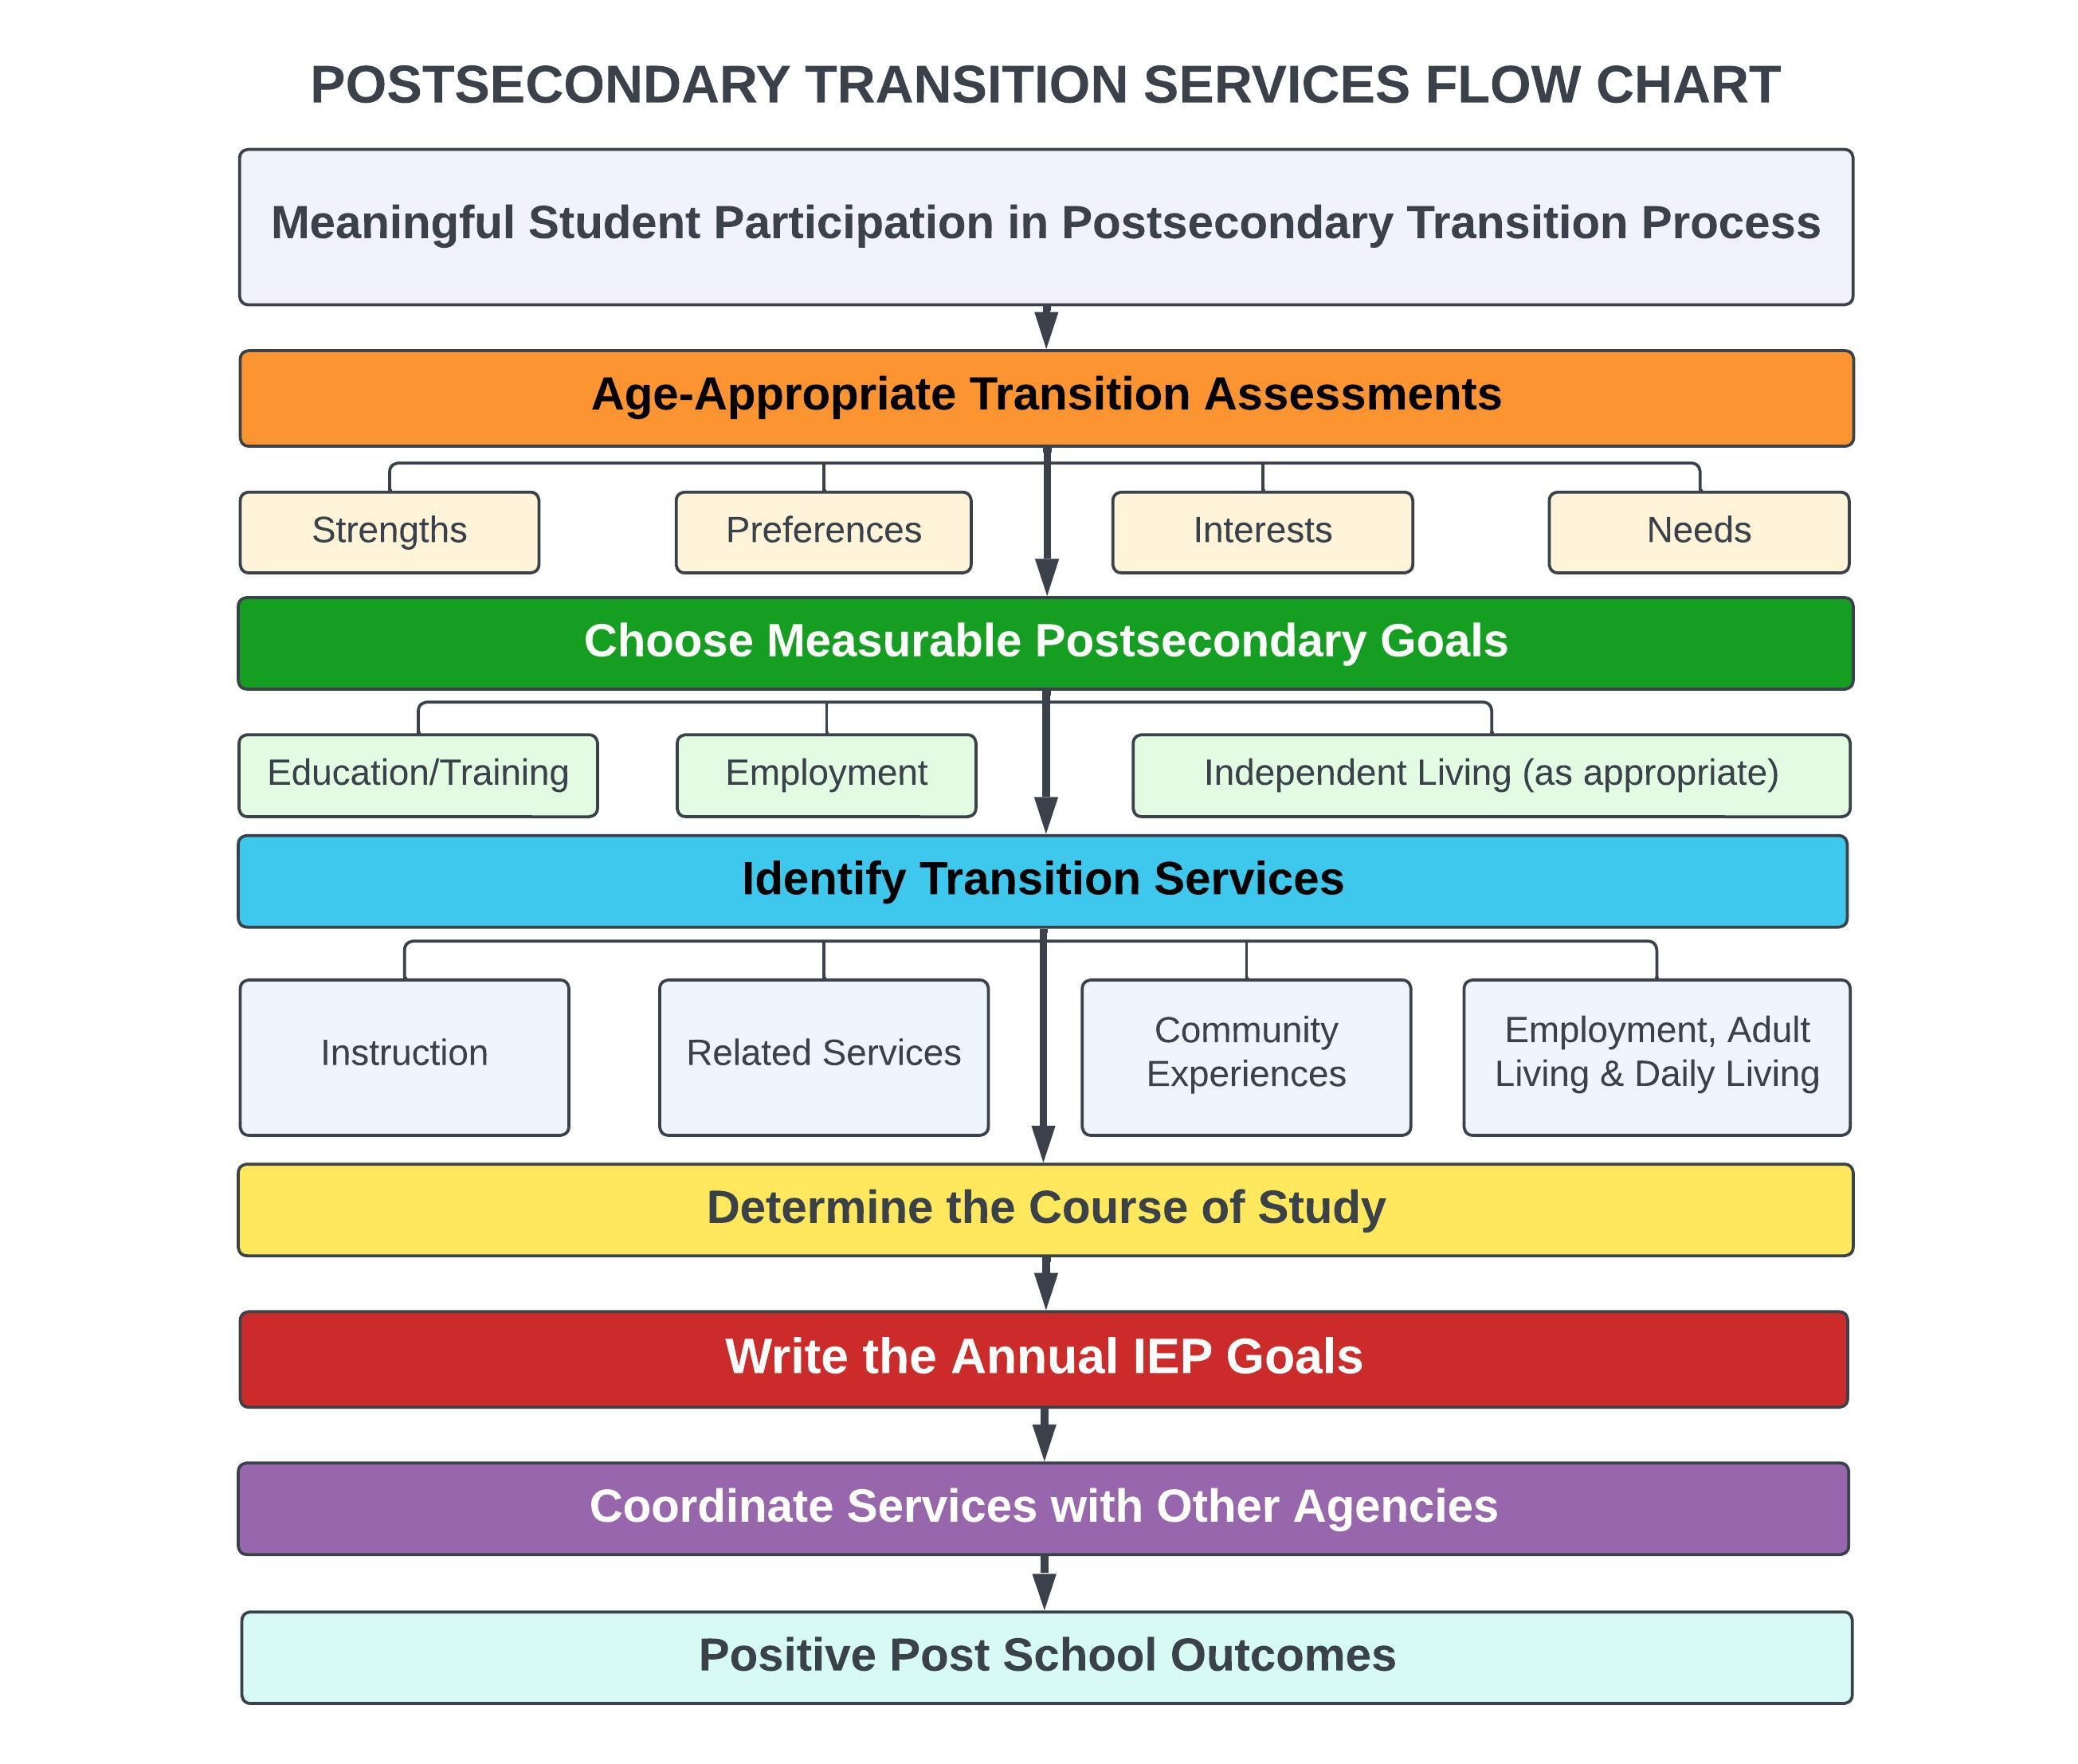 POSTSECONDARY TRANSITION SERVICES FLOW CHART
Meaningful Student Participation in Postsecondary Transition Process
Age-Appropriate Transition Assessments
Strengths
Preferences
Interests
Needs
Choose Measurable Postsecondary Goals
Education/Training
Employment
Independent Living (as appropriate)
Identify Transition Services
Instruction
Related Services
Community
Experiences
Employment, Adult
Living & Daily Living
Determine the Course of Study
Write the Annual IEP Goals
Coordinate Services with Other Agencies
Positive Post School Outcomes